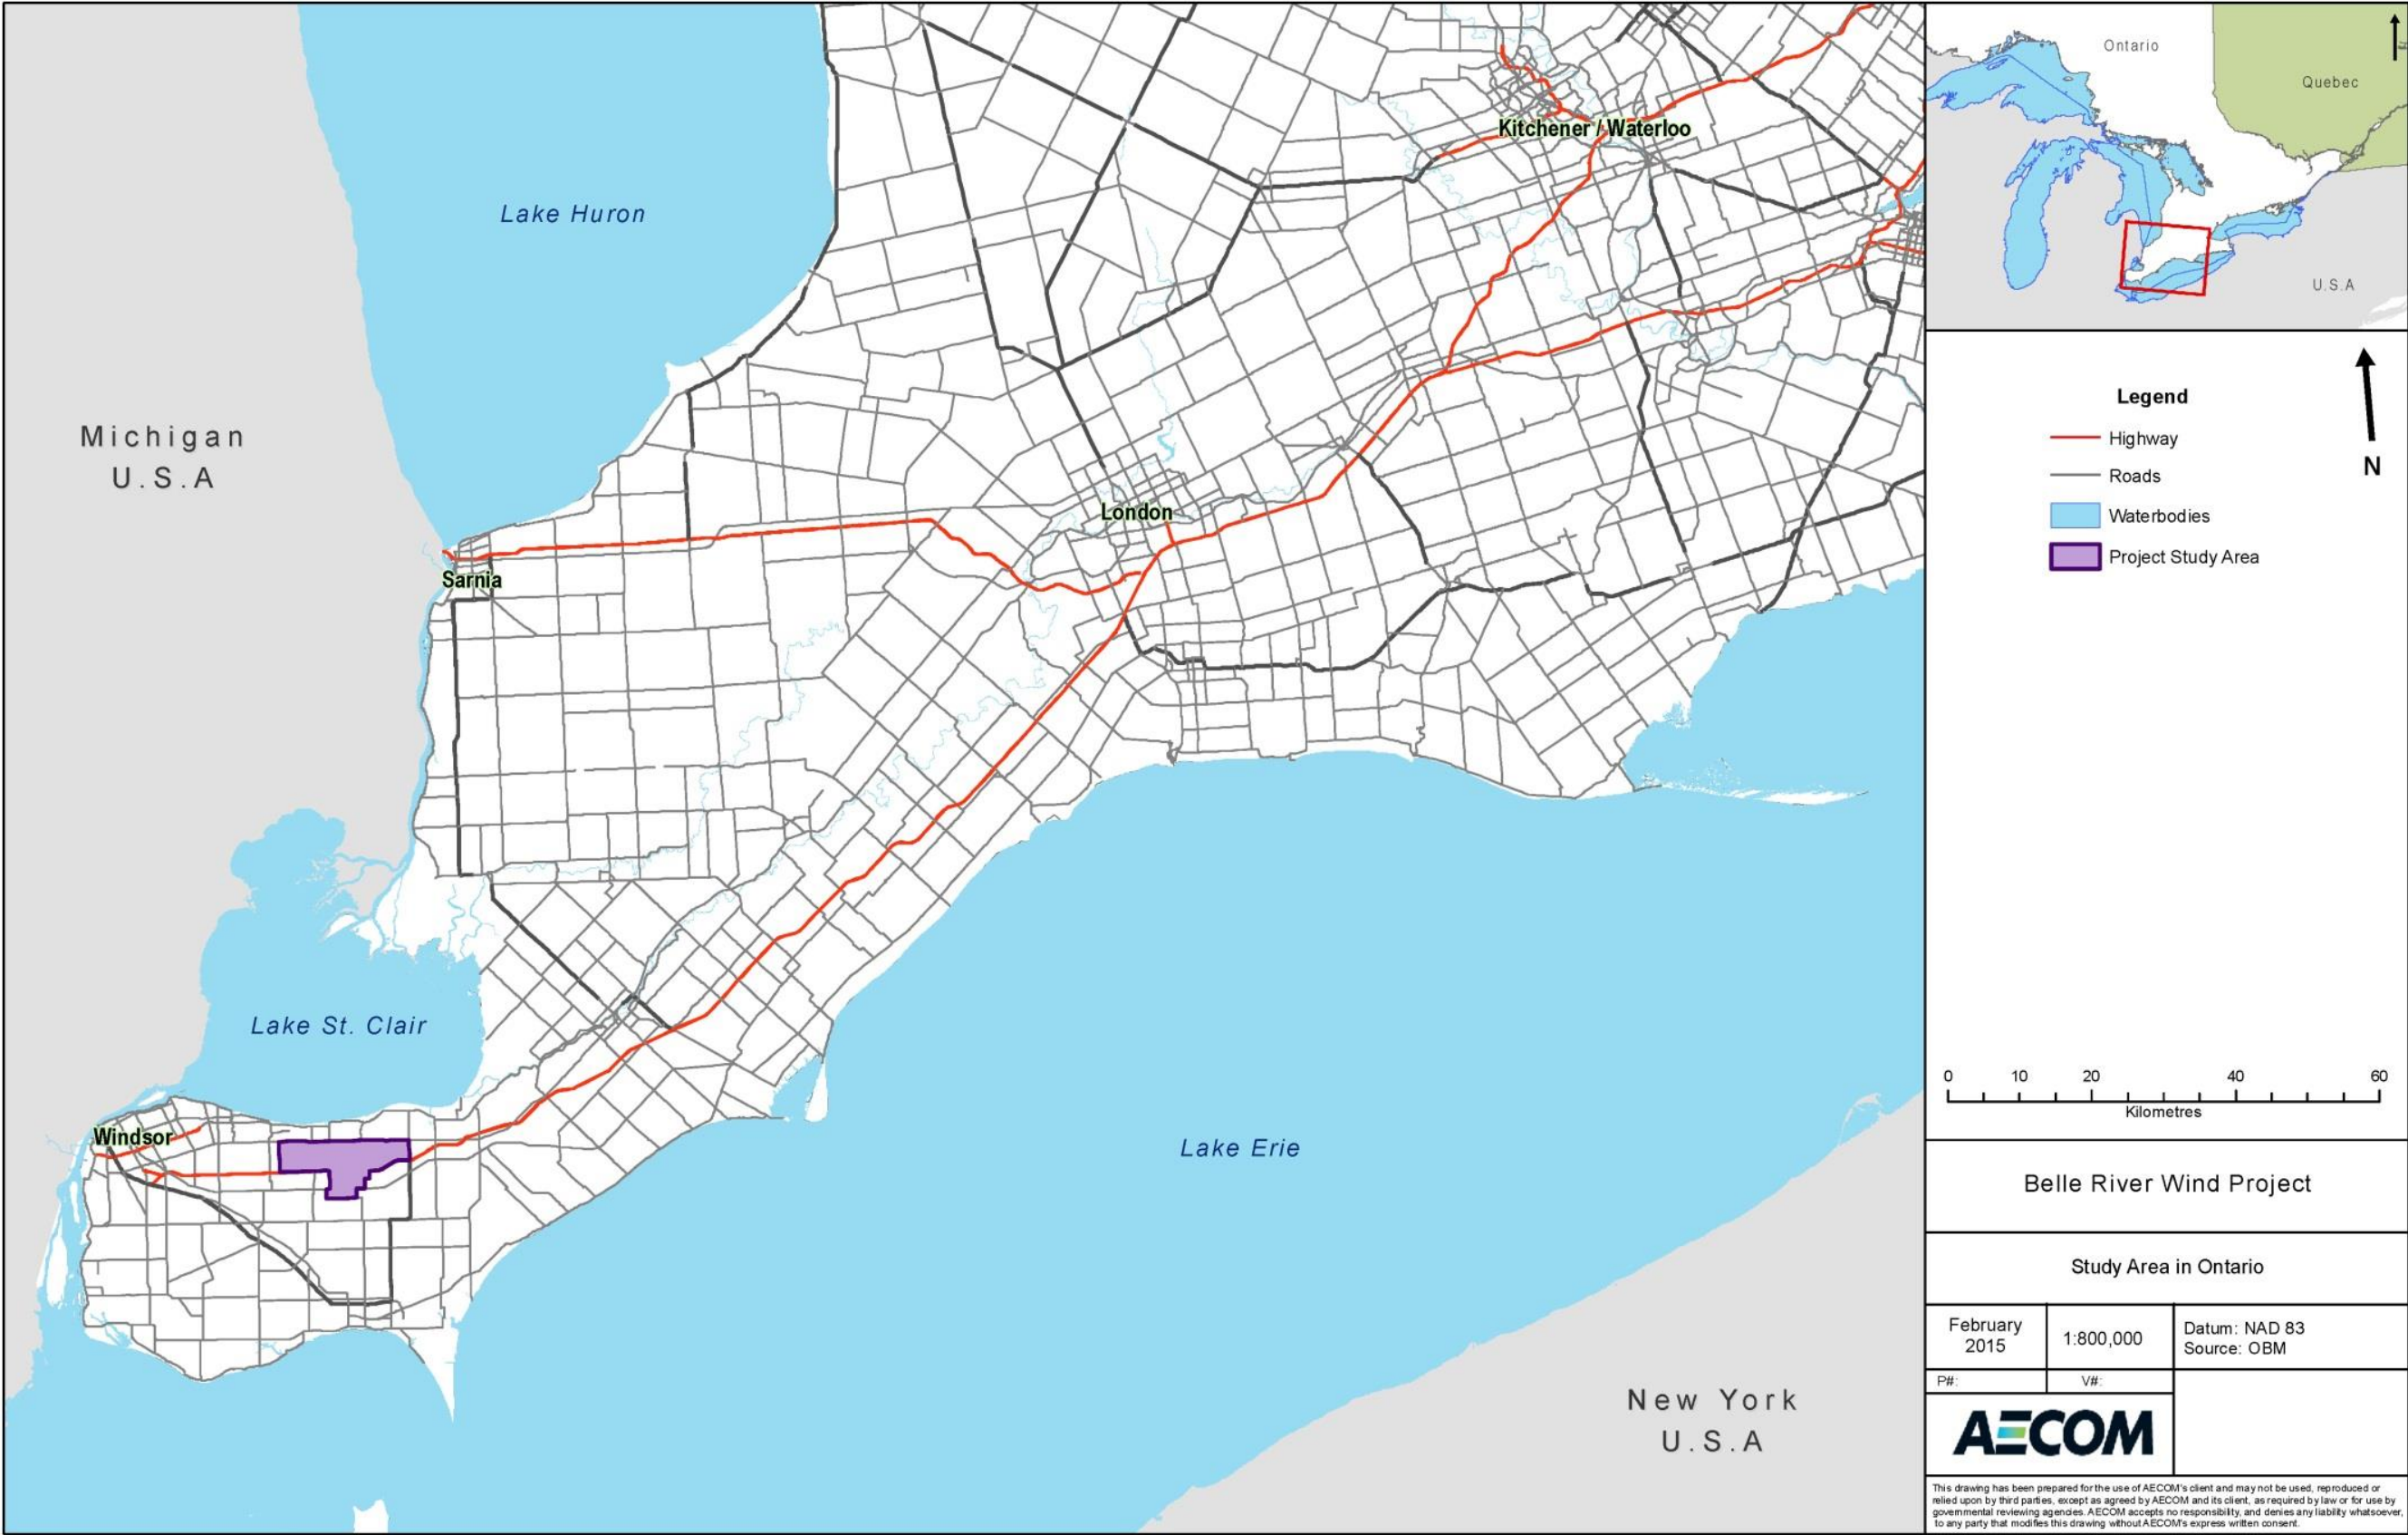 Lake Huron
Kitchener / Waterloo
Michigan
U.S.A
London
Sarnia
Lake St. Clair
Windsor
Lake Erie
New York
U.S.A
Ontario
Quebec
U.S.A
Legend
Highway
Roads
Waterbodies
Project Study Area
N
0 10 20 40 60
Kilometres
Belle River Wind Project
Study Area in Ontario
February
2015
1:800,000
Datum: NAD 83
Source: OBM
P#:
V#:
AECOM
This drawing has been prepared for the use of AECOM's client and may not be used, reproduced or
relied upon by third parties, except as agreed by AECOM and its client, as required by law or for use by
governmental reviewing agencies. AECOM accepts no responsibility, and denies any liability whatsoever,
to any party that modifies this drawing without AECOM's express written consent.